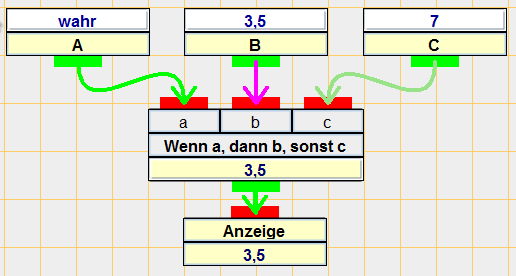 wahr 3,5 7
A B C
a b c
Wenn a, dann b, sonst c
3,5
Anzeige
3,5